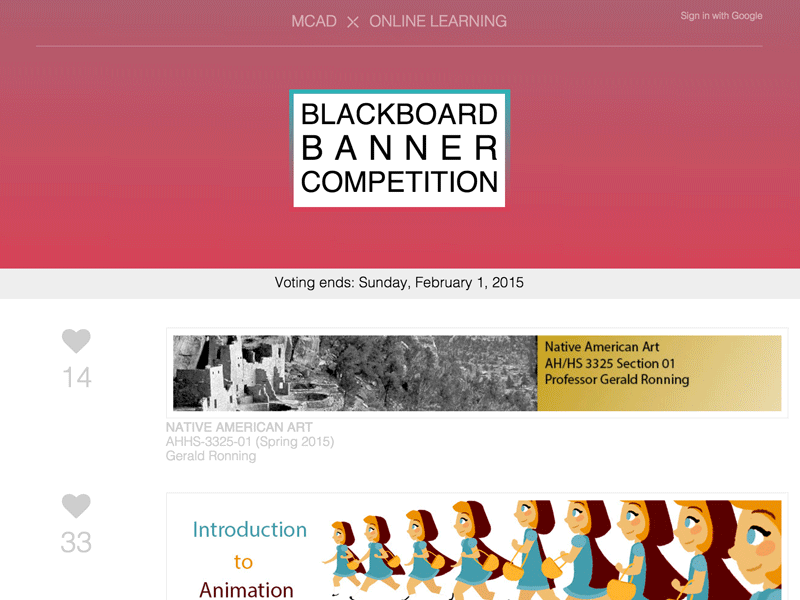 MCAD × ONLINE LEARNING
Sign in with Google
BLACKBOARD
BANNER
COMPETITION
Voting ends: Sunday, February 1, 2015
14
Native American Art
AH/HS 3325 Section 01
Professor Gerald Ronning
NATIVE AMERICAN ART
AHHS-3325-01 (Spring 2015)
Gerald Ronning
33
Introduction
to
Animation